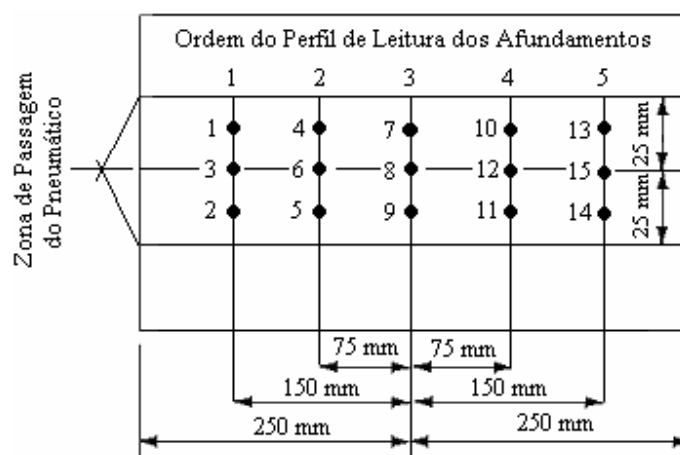 Ordem do Perfil de Leitura dos Afundamentos
1 2 3 4 5
Zona de Passagem
do Pneumático
1 4 7 10 13
3 6 8 12 15
2 5 9 11 14
25 mm
25 mm
75 mm 75 mm
150 mm 150 mm
250 mm 250 mm